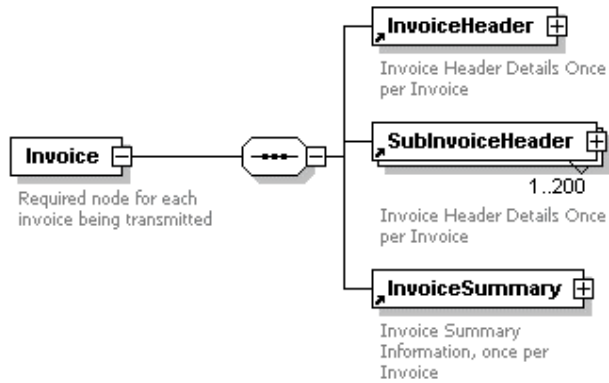 InvoiceHeader
Invoice Header Details Once
per Invoice
Invoice
Required node for each
invoice being transmitted
SubInvoiceHeader
1..200
Invoice Header Details Once
per Invoice
InvoiceSummary
Invoice Summary
Information, once per
Invoice